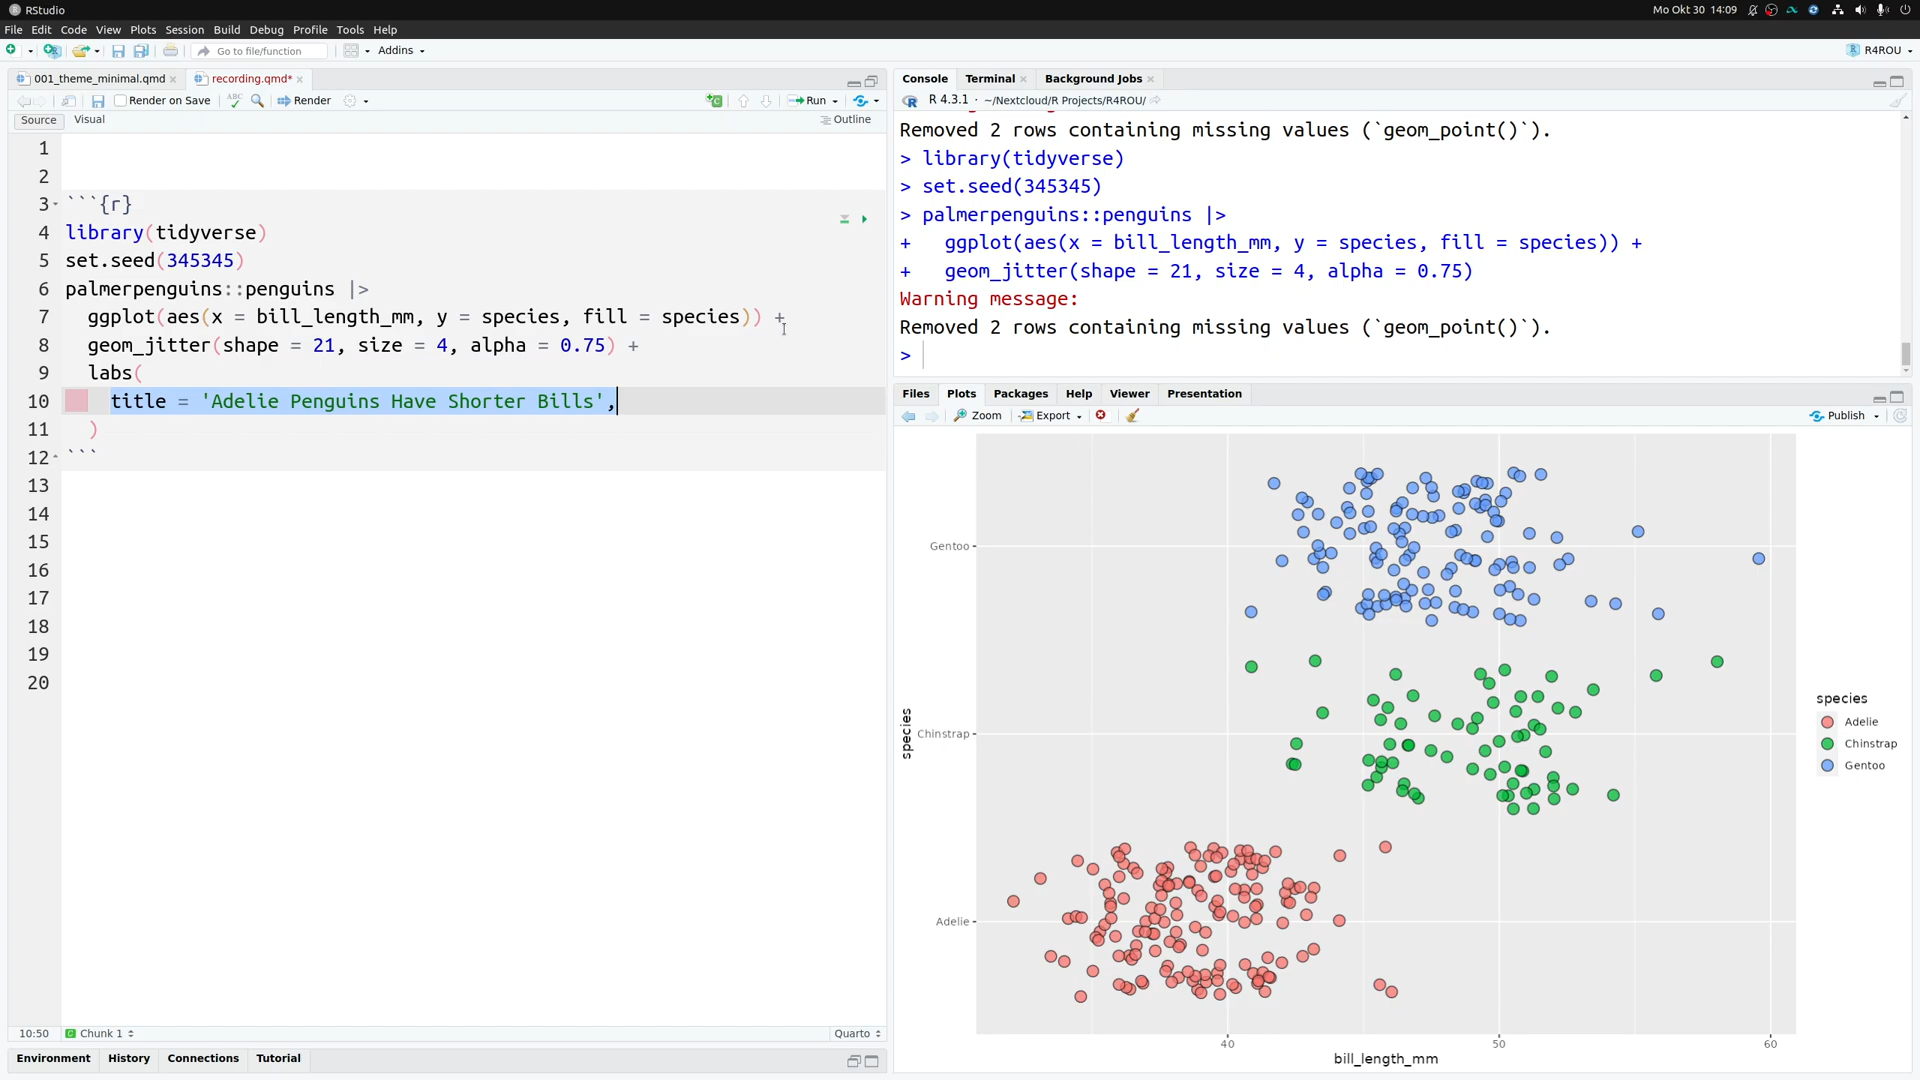 RStudio
Mo Okt 30 14:09
File Edit Code View Plots Session Build Debug Profile Tools Help
Go to file/function
Addins
R4ROU
001_theme_minimal.qmd
recording.qmd*
Render on Save
Render
Run
Source Visual
Outline
1
2
3 ```{r}
4 library(tidyverse)
5 set.seed(345345)
6 palmerpenguins::penguins |>
7 ggplot(aes(x = bill_length_mm, y = species, fill = species)) +
8 geom_jitter(shape = 21, size = 4, alpha = 0.75) +
9 labs(
10 title = 'Adelie Penguins Have Shorter Bills',
11 )
12 ```
13
14
15
16
17
18
19
20
10:50
Chunk 1
Quarto
Environment History Connections Tutorial
Console Terminal Background Jobs
R 4.3.1 · ~/Nextcloud/R Projects/R4ROU/
Removed 2 rows containing missing values (`geom_point()`).
> library(tidyverse)
> set.seed(345345)
> palmerpenguins::penguins |>
+ ggplot(aes(x = bill_length_mm, y = species, fill = species)) +
+ geom_jitter(shape = 21, size = 4, alpha = 0.75)
Warning message:
Removed 2 rows containing missing values (`geom_point()`).
>
Files Plots Packages Help Viewer Presentation
Zoom
Export
Publish
Gentoo
Chinstrap
Adelie
species
40 50 60
bill_length_mm
species
Adelie
Chinstrap
Gentoo